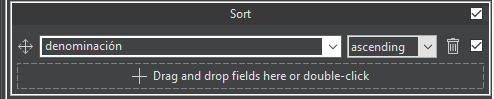 Sort
denominación ascending
Drag and drop fields here or double-click